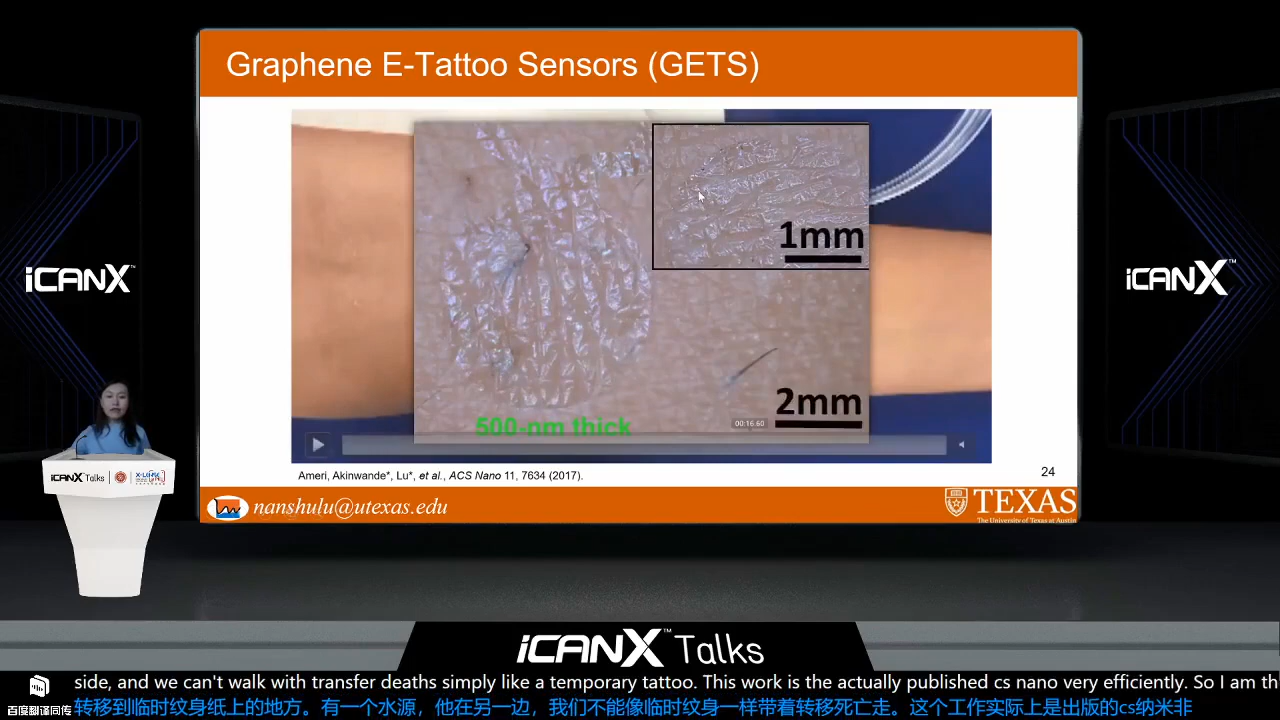 Graphene E-Tattoo Sensors (GETS)
1mm
2mm
500-nm thick
00:16.60
Ameri, Akinwande*, Lu*, et al., ACS Nano 11, 7634 (2017).
24
nanshulu@utexas.edu
TEXAS
The University of Texas at Austin
iCANX™
iCANX™
iCANX Talks
iCANX™ Talks
side, and we can't walk with transfer deaths simply like a temporary tattoo. This work is the actually published cs nano very efficiently. So I am th
百度翻译同传
转移到临时纹身纸上的地方。有一个水源，他在另一边，我们不能像临时纹身一样带着转移死亡走。这个工作实际上是出版的cs纳米非